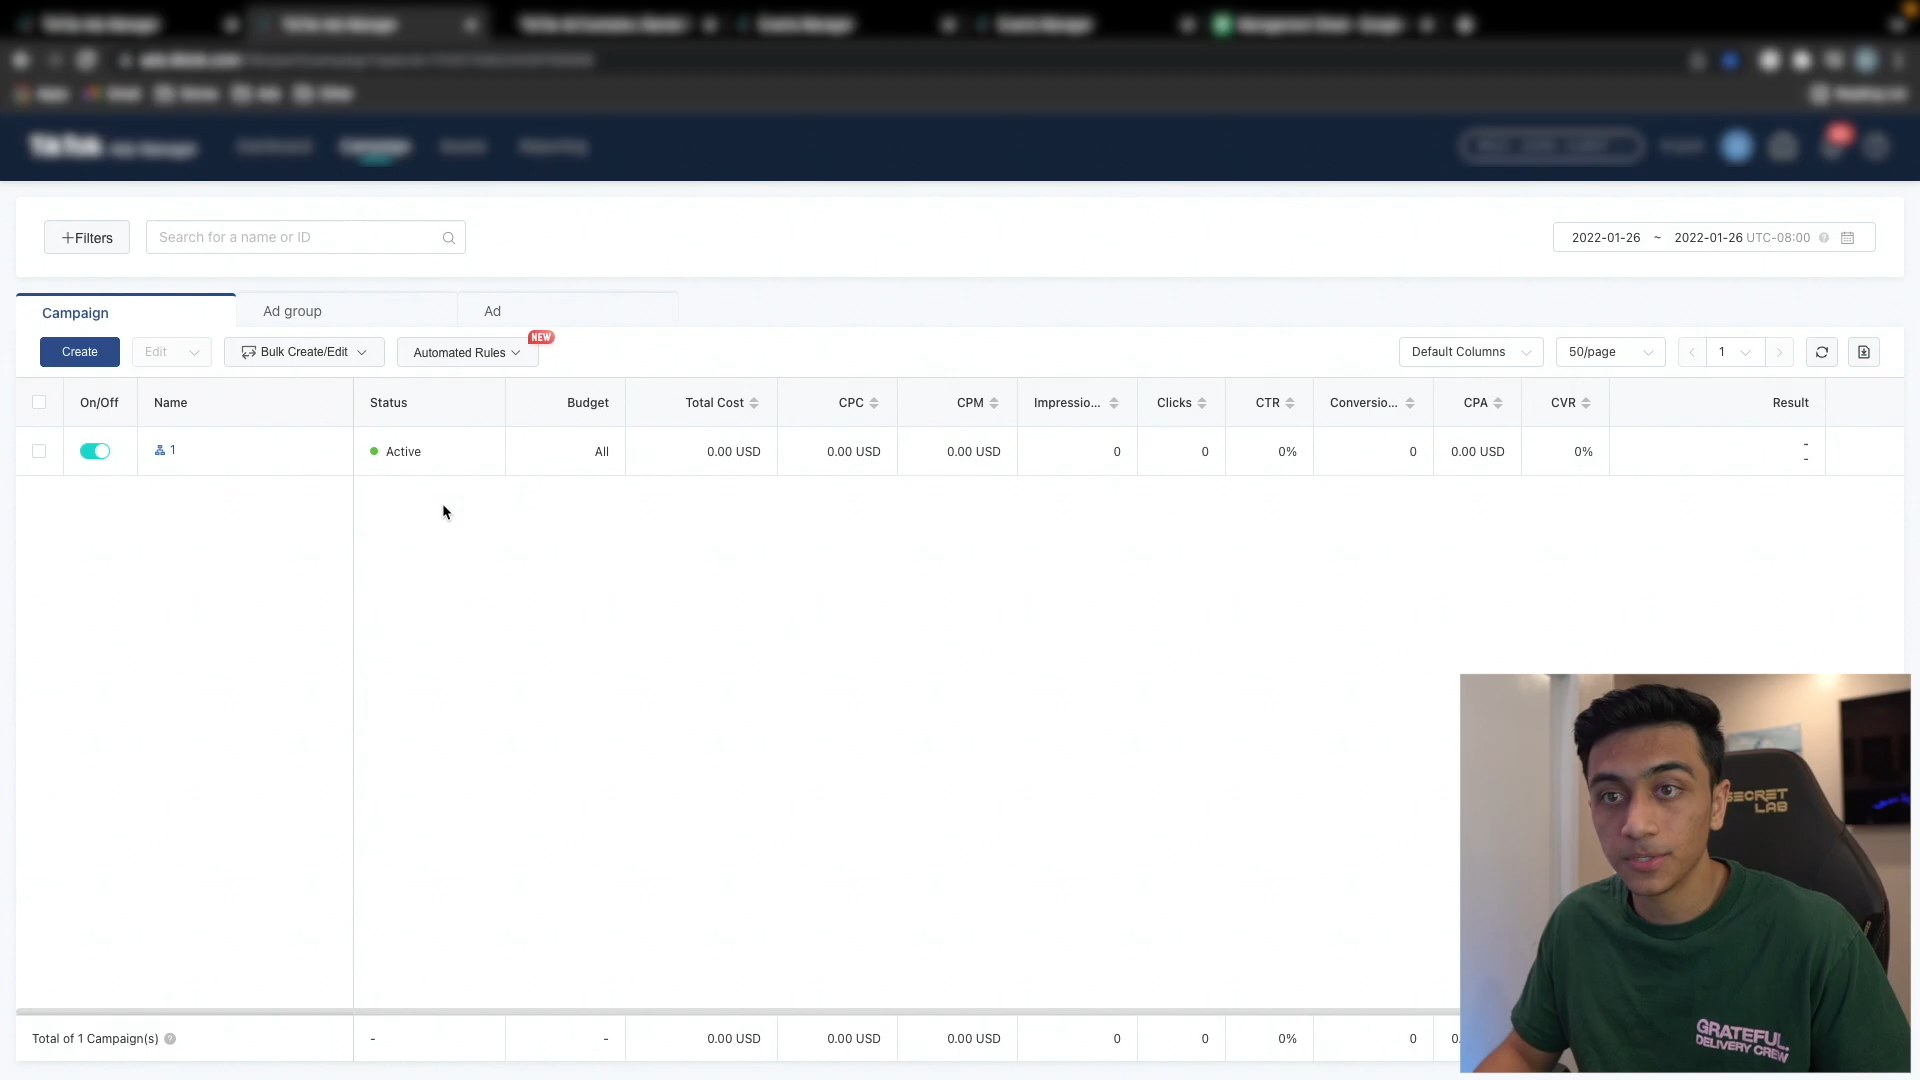 +Filters
Search for a name or ID
2022-01-26 ~ 2022-01-26 UTC-08:00
Campaign
Ad group
Ad
Create
Edit
Bulk Create/Edit
Automated Rules
NEW
Default Columns
50/page
1
On/Off
Name
Status
Budget
Total Cost
CPC
CPM
Impressio...
Clicks
CTR
Conversio...
CPA
CVR
Result
1
Active
All
0.00 USD
0.00 USD
0.00 USD
0
0
0%
0
0.00 USD
0%
-
-
Total of 1 Campaign(s)
-
-
0.00 USD
0.00 USD
0.00 USD
0
0
0%
0
0.
SECRET
LAB
GRATEFUL.
DELIVERY CREW